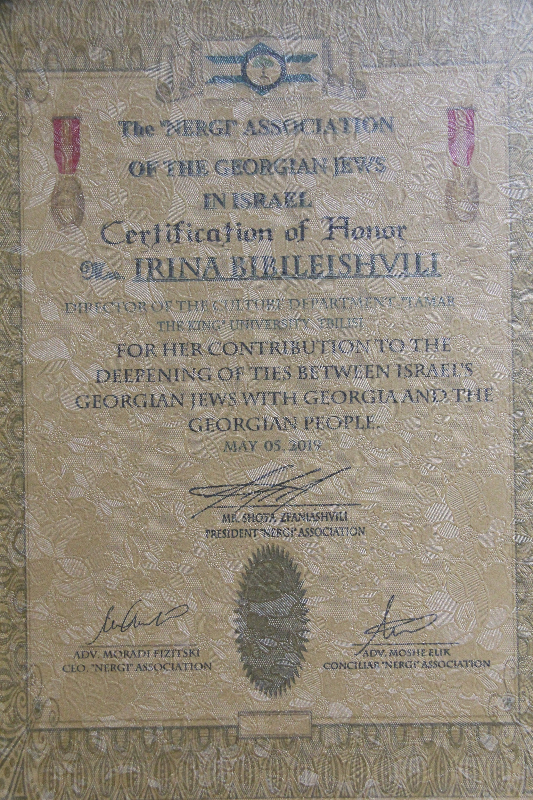 The "NERGI" ASSOCIATION
OF THE GEORGIAN JEWS
IN ISRAEL
Certification of Honor
IRINA BIBILEISHVILI
DIRECTOR OF THE CULTURE DEPARTMENT "TAMAR
THE KING" UNIVERSITY, TBILISI
FOR HER CONTRIBUTION TO THE
DEEPENING OF TIES BETWEEN ISRAEL'S
GEORGIAN JEWS WITH GEORGIA AND THE
GEORGIAN PEOPLE.
MAY 05. 2019.
MR. SHOTA TZANIASHVILI
PRESIDENT "NERGI" ASSOCIATION
ADV. MORADI FIZITSKI
CEO. "NERGI" ASSOCIATION
ADV. MOSHE ELIK
CONCILIAR "NERGI" ASSOCIATION